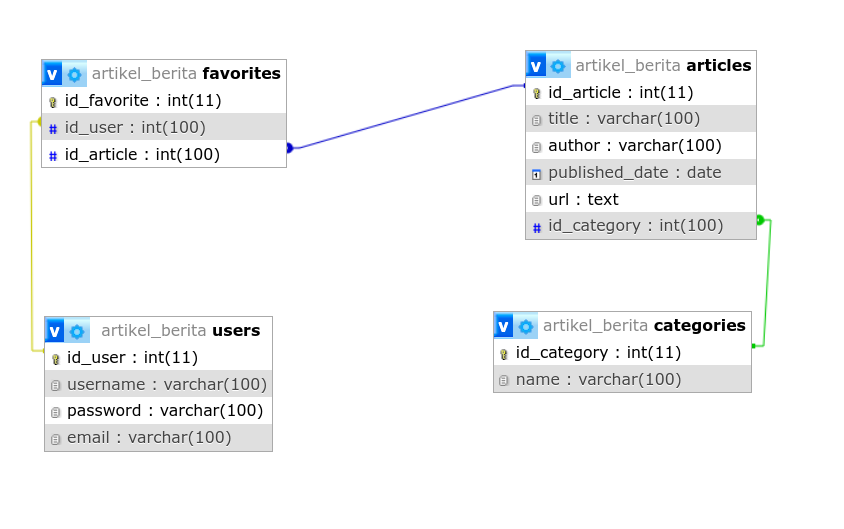 v artikel_berita favorites
id_favorite : int(11)
# id_user : int(100)
# id_article : int(100)
v artikel_berita articles
id_article : int(11)
title : varchar(100)
author : varchar(100)
published_date : date
url : text
# id_category : int(100)
v artikel_berita users
id_user : int(11)
username : varchar(100)
password : varchar(100)
email : varchar(100)
v artikel_berita categories
id_category : int(11)
name : varchar(100)